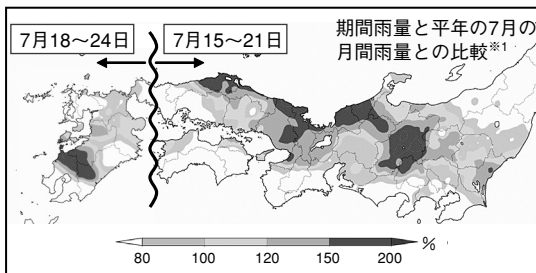 7月18～24日
7月15～21日
期間雨量と平年の7月の
月間雨量との比較※1
80 100 120 150 200 %